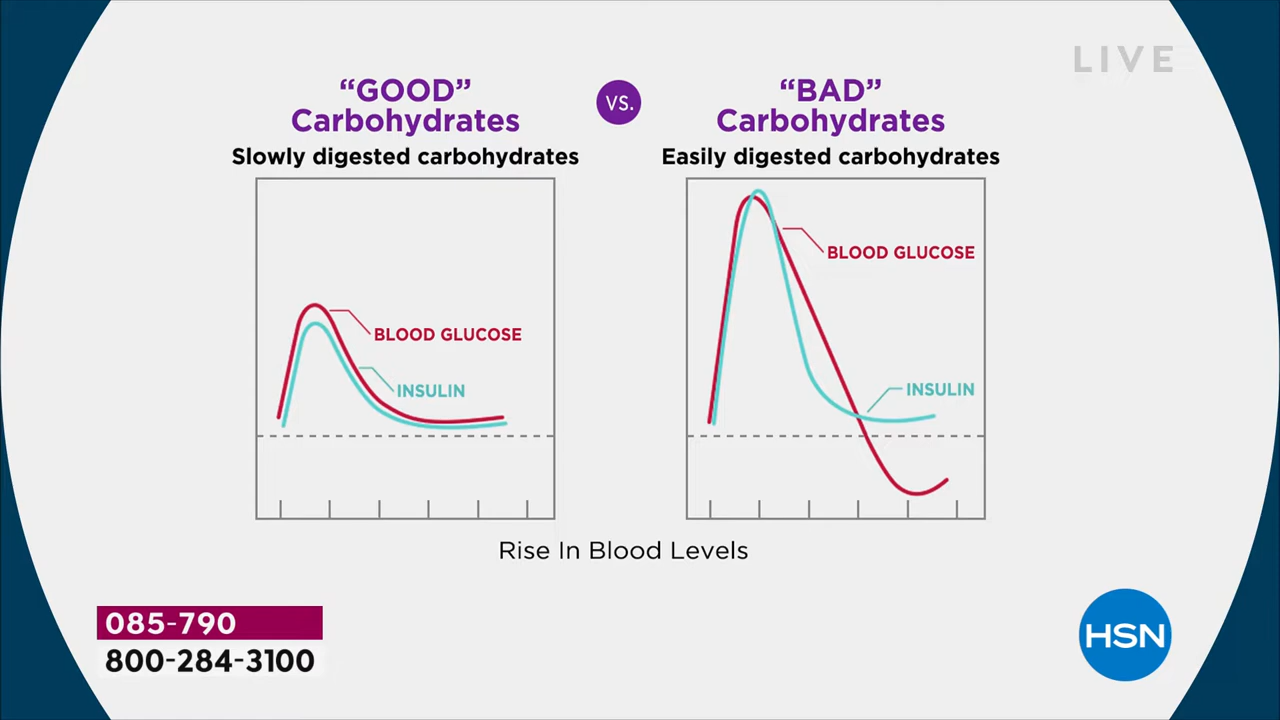 LIVE
“GOOD”
Carbohydrates
Slowly digested carbohydrates
VS.
“BAD”
Carbohydrates
Easily digested carbohydrates
BLOOD GLUCOSE
INSULIN
BLOOD GLUCOSE
INSULIN
Rise In Blood Levels
085-790
800-284-3100
HSN